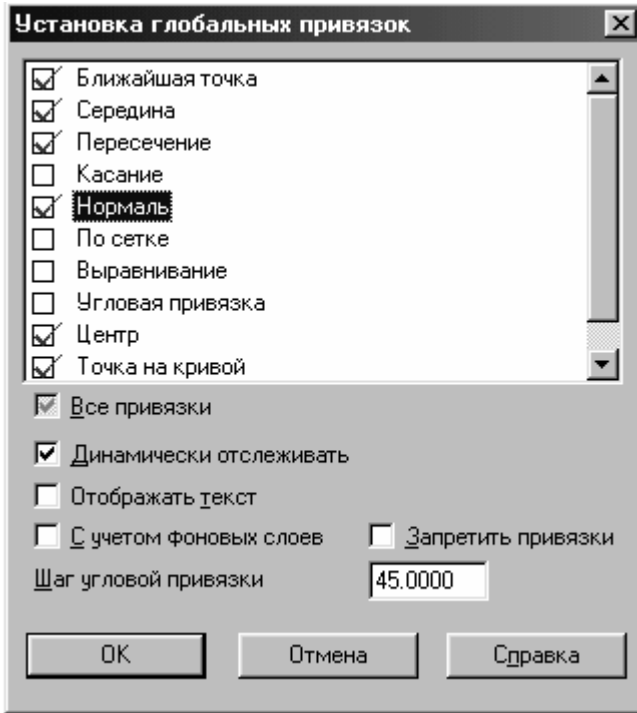 Установка глобальных привязок
Ближайшая точка
Середина
Пересечение
Касание
Нормаль
По сетке
Выравнивание
Угловая привязка
Центр
Точка на кривой
Все привязки
Динамически отслеживать
Отображать текст
С учетом фоновых слоев Запретить привязки
Шаг угловой привязки 45.0000
OK Отмена Справка